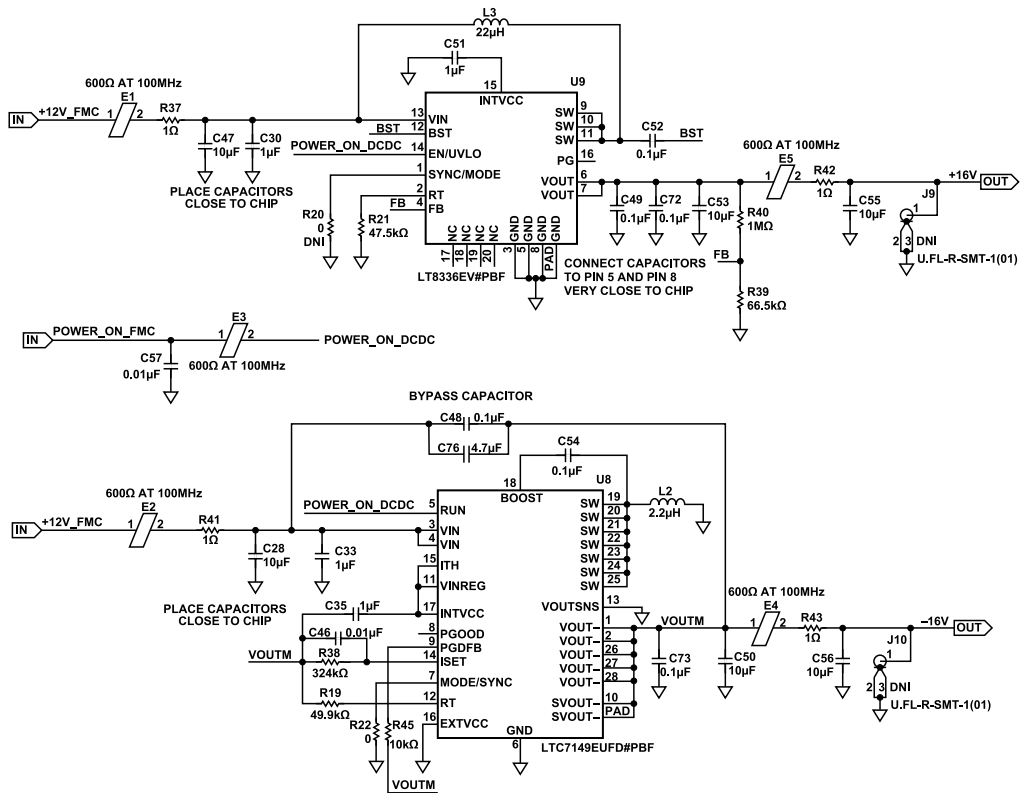 L3
22µH
C51
1µF
600Ω AT 100MHz
E1
IN
+12V_FMC
1
2
R37
1Ω
C47
10µF
C30
1µF
PLACE CAPACITORS
CLOSE TO CHIP
15
INTVCC
U9
13
VIN
BST
12
BST
POWER_ON_DCDC
14
EN/UVLO
1
SYNC/MODE
2
RT
FB
4
FB
R20
0
DNI
R21
47.5kΩ
NC
NC
NC
NC
17
18
19
20
GND
GND
GND
GND
3
5
8
PAD
LT8336EV#PBF
9
SW
10
SW
11
SW
PG
16
VOUT
6
VOUT
7
C52
0.1µF
BST
C49
0.1µF
C72
0.1µF
C53
10µF
R40
1MΩ
FB
R39
66.5kΩ
CONNECT CAPACITORS
TO PIN 5 AND PIN 8
VERY CLOSE TO CHIP
600Ω AT 100MHz
E5
1
2
R42
1Ω
C55
10µF
+16V
OUT
J9
1
2
3
DNI
U.FL-R-SMT-1(01)
IN
POWER_ON_FMC
E3
1
2
POWER_ON_DCDC
C57
0.01µF
600Ω AT 100MHz
BYPASS CAPACITOR
C48
0.1µF
C76
4.7µF
C54
0.1µF
600Ω AT 100MHz
E2
IN
+12V_FMC
1
2
R41
1Ω
C28
10µF
C33
1µF
PLACE CAPACITORS
CLOSE TO CHIP
18
BOOST
U8
POWER_ON_DCDC
5
RUN
3
VIN
4
VIN
15
ITH
11
VINREG
C35
1µF
17
INTVCC
C46
0.01µF
8
PGOOD
9
PGDFB
VOUTM
R38
324kΩ
14
ISET
7
MODE/SYNC
R19
49.9kΩ
12
RT
16
EXTVCC
R22
0
R45
10kΩ
VOUTM
GND
6
LTC7149EUFD#PBF
SW
19
SW
20
SW
21
SW
22
SW
23
SW
24
SW
25
L2
2.2µH
VOUTSNS
13
VOUT–
1
VOUT–
2
VOUT–
26
VOUT–
27
VOUT–
28
SVOUT–
10
SVOUT–
PAD
VOUTM
C73
0.1µF
C50
10µF
600Ω AT 100MHz
E4
1
2
R43
1Ω
C56
10µF
–16V
OUT
J10
1
2
3
DNI
U.FL-R-SMT-1(01)